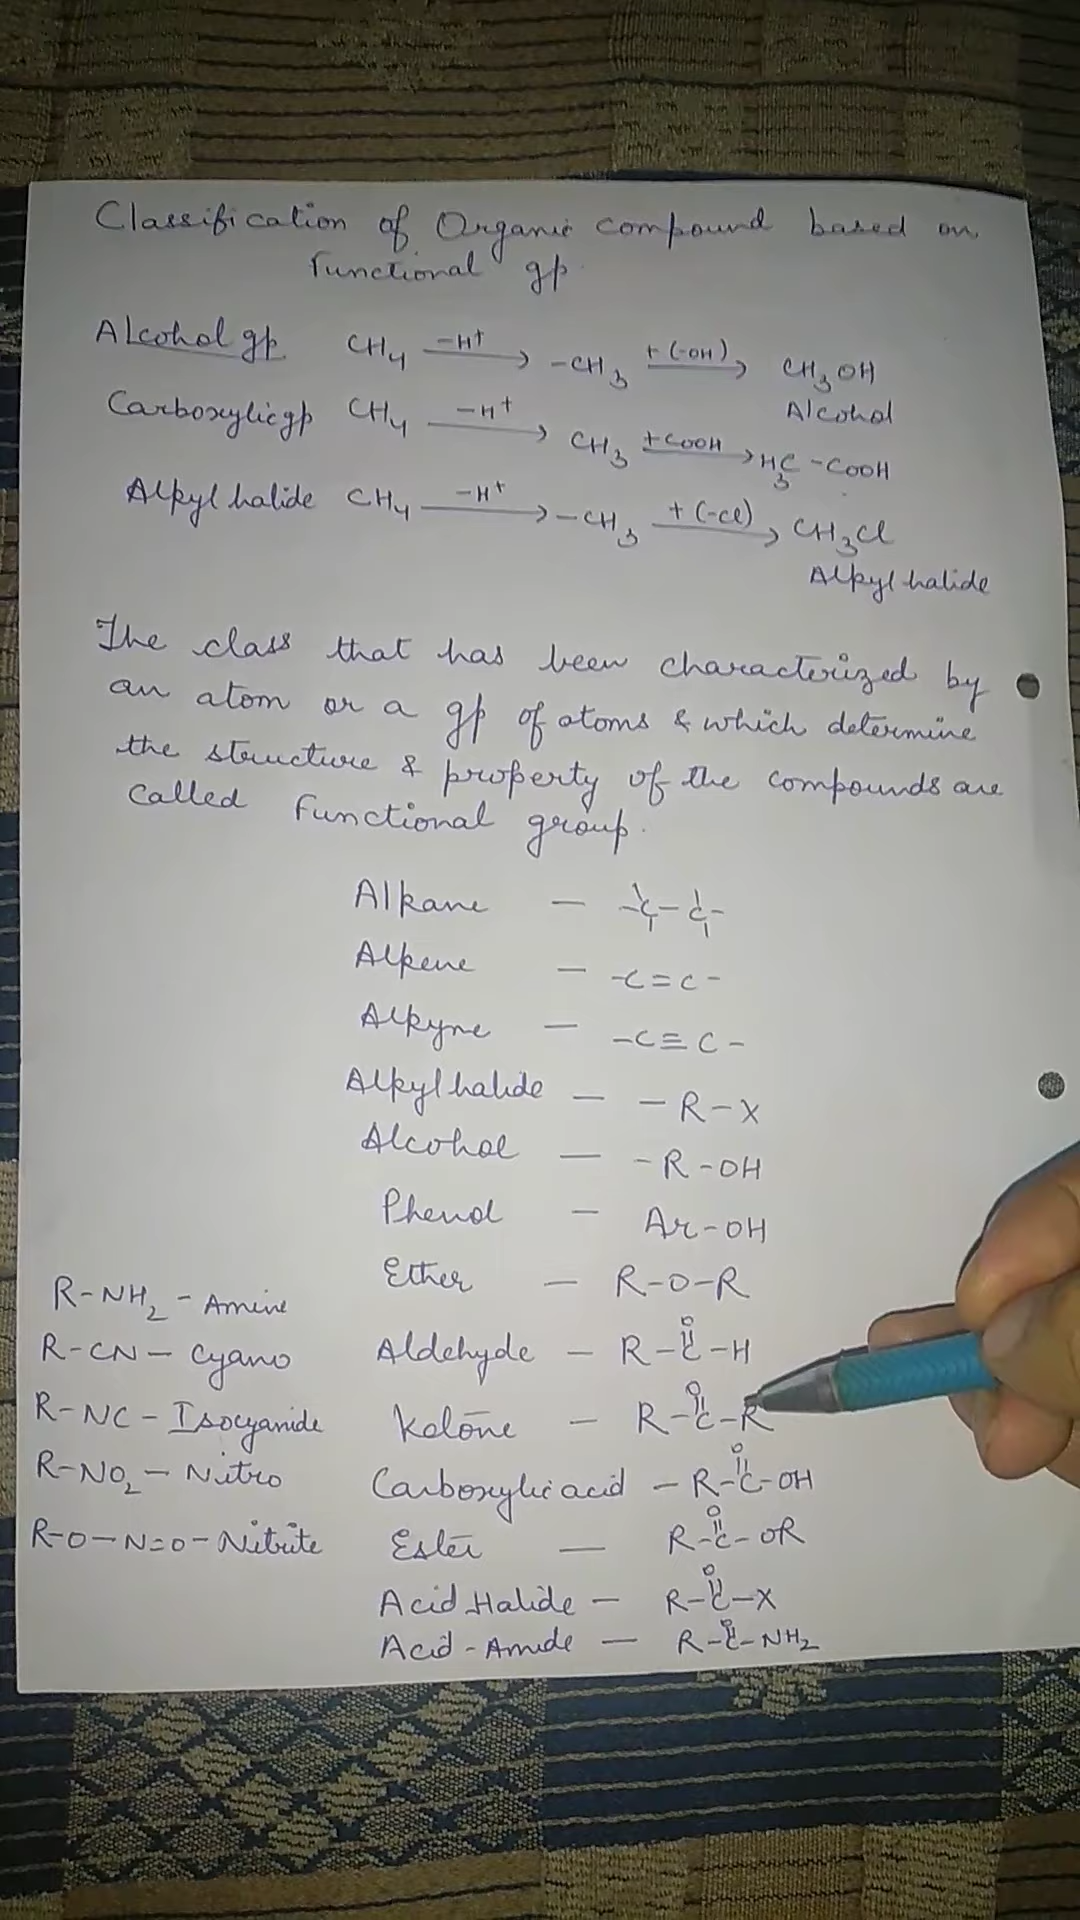 Classification of Organic compound based on
functional gp
Alcohol gp CH4 -H+ → -CH3 +(-OH) → CH3OH
Alcohol
Carboxylic gp CH4 -H+ → CH3 +COOH → H3C-COOH
Alkyl halide CH4 -H+ → -CH3 +(-Cl) → CH3Cl
Alkyl halide
The class that has been characterized by
an atom or a gp of atoms & which determine
the structure & property of the compounds are
called functional group.
Alkane — -C-C-
Alkene — -C=C-
Alkyne — -C≡C-
Alkyl halide — -R-X
Alcohol — -R-OH
Phenol — Ar-OH
Ether — R-O-R
Aldehyde — R-C(=O)-H
Ketone — R-C(=O)-R
Carboxylic acid — R-C(=O)-OH
Ester — R-C(=O)-OR
Acid Halide — R-C(=O)-X
Acid-Amide — R-C(=O)-NH2
R-NH2 - Amine
R-CN - Cyano
R-NC - Isocyanide
R-NO2 - Nitro
R-O-N=O - Nitrite